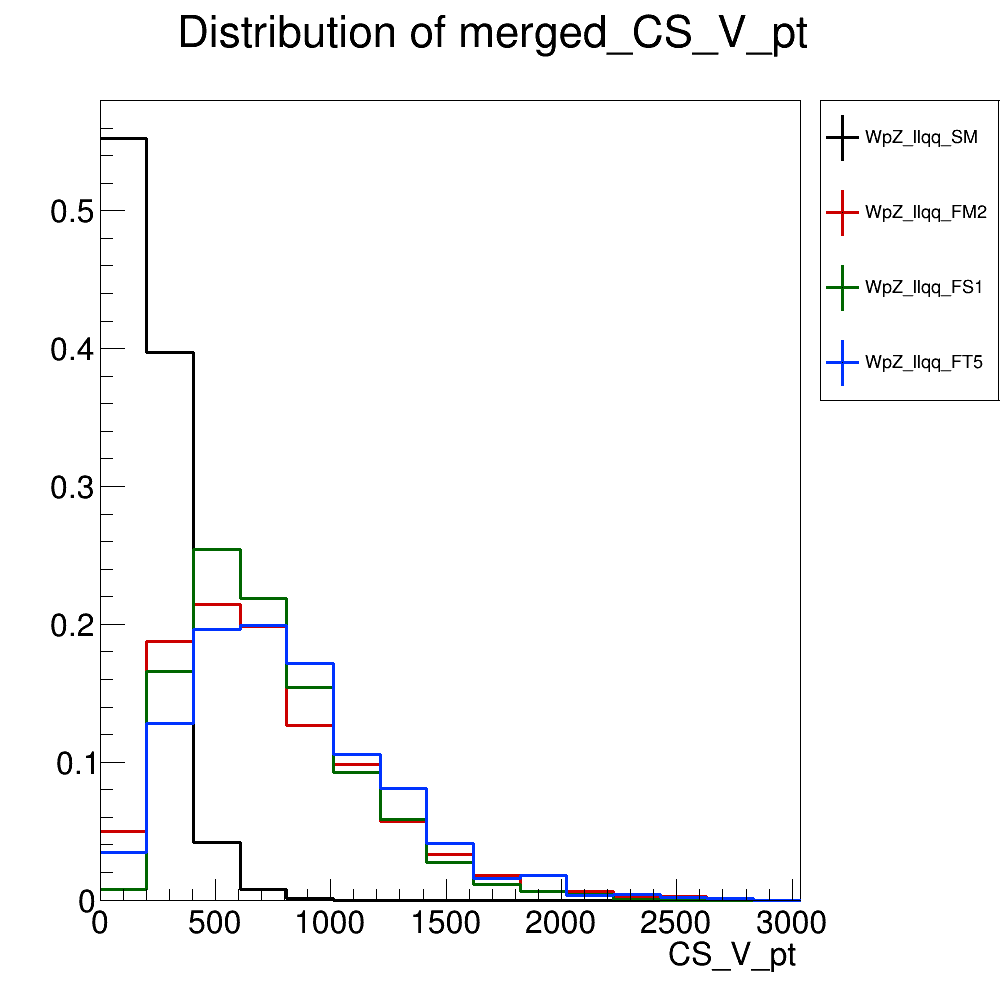 Distribution of merged_CS_V_pt
WpZ_llqq_SM
WpZ_llqq_FM2
WpZ_llqq_FS1
WpZ_llqq_FT5
0.5
0.4
0.3
0.2
0.1
0
0 500 1000 1500 2000 2500 3000
CS_V_pt